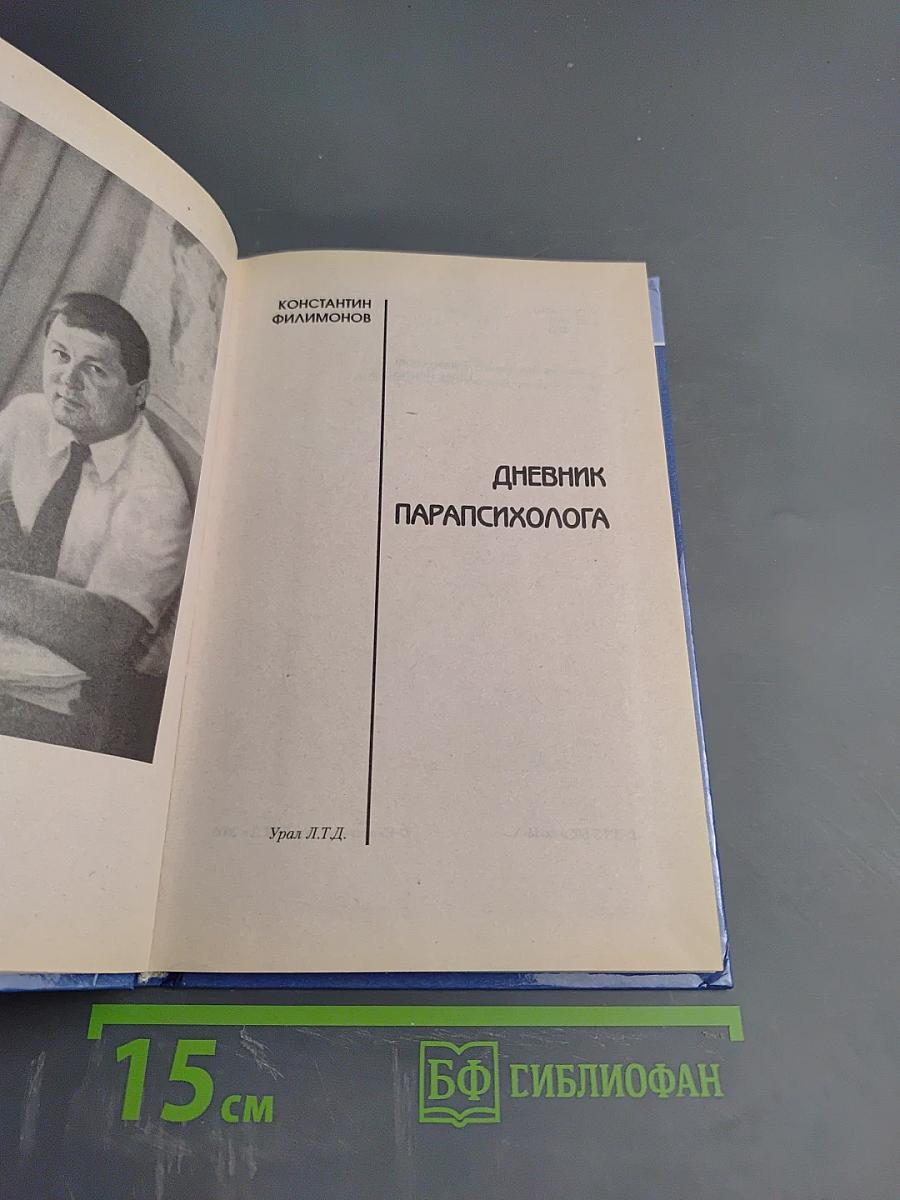 КОНСТАНТИН
ФИЛИМОНОВ
ДНЕВНИК
ПАРАПСИХОЛОГА
Урал Л.Т.Д.
15 см
БФ
БИБЛИОФАН